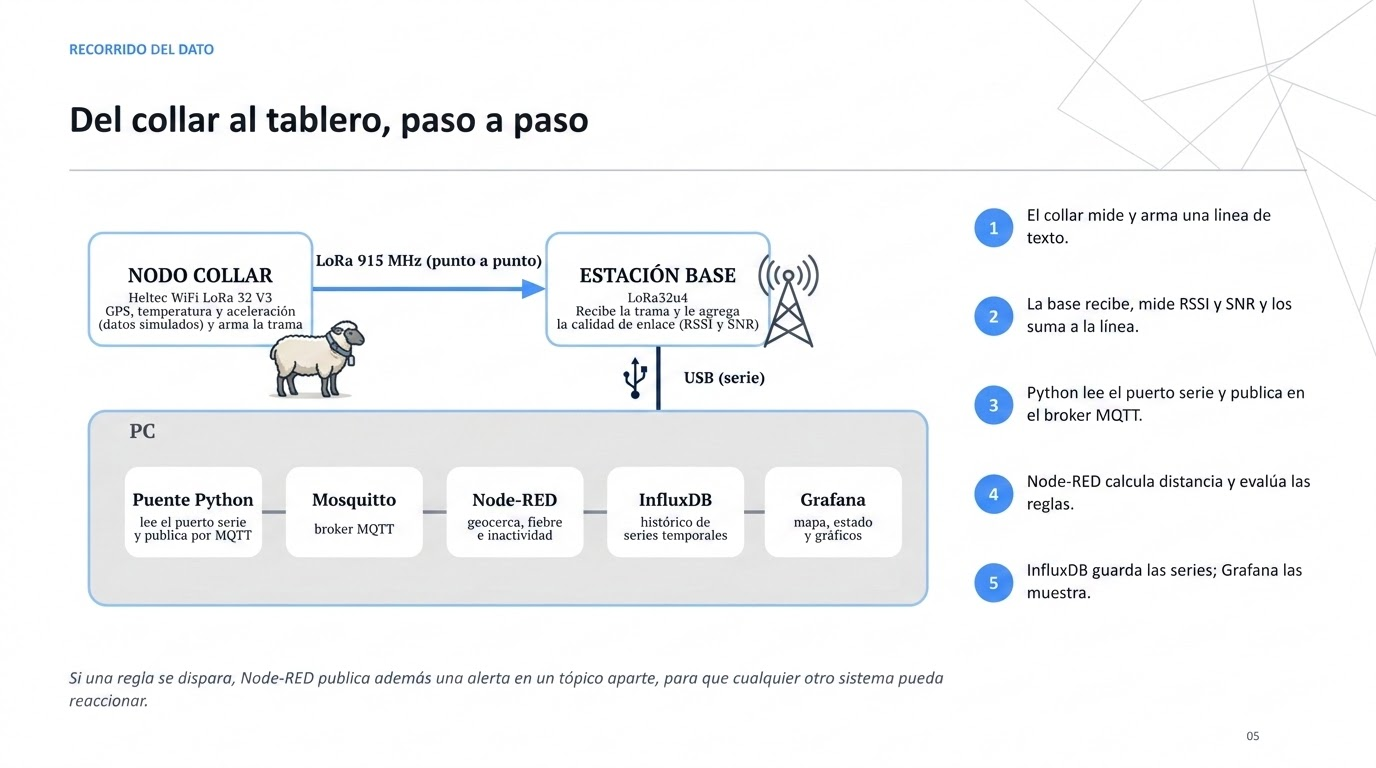 RECORRIDO DEL DATO
Del collar al tablero, paso a paso
NODO COLLAR
Heltec WiFi LoRa 32 V3
GPS, temperatura y aceleración
(datos simulados) y arma la trama
LoRa 915 MHz (punto a punto)
ESTACIÓN BASE
LoRa32u4
Recibe la trama y le agrega
la calidad de enlace (RSSI y SNR)
USB (serie)
PC
Puente Python
lee el puerto serie
y publica por MQTT
Mosquitto
broker MQTT
Node-RED
geocerca, fiebre
e inactividad
InfluxDB
histórico de
series temporales
Grafana
mapa, estado
y gráficos
1
El collar mide y arma una linea de
texto.
2
La base recibe, mide RSSI y SNR y los
suma a la línea.
3
Python lee el puerto serie y publica en
el broker MQTT.
4
Node-RED calcula distancia y evalúa las
reglas.
5
InfluxDB guarda las series; Grafana las
muestra.
Si una regla se dispara, Node-RED publica además una alerta en un tópico aparte, para que cualquier otro sistema pueda
reaccionar.
05